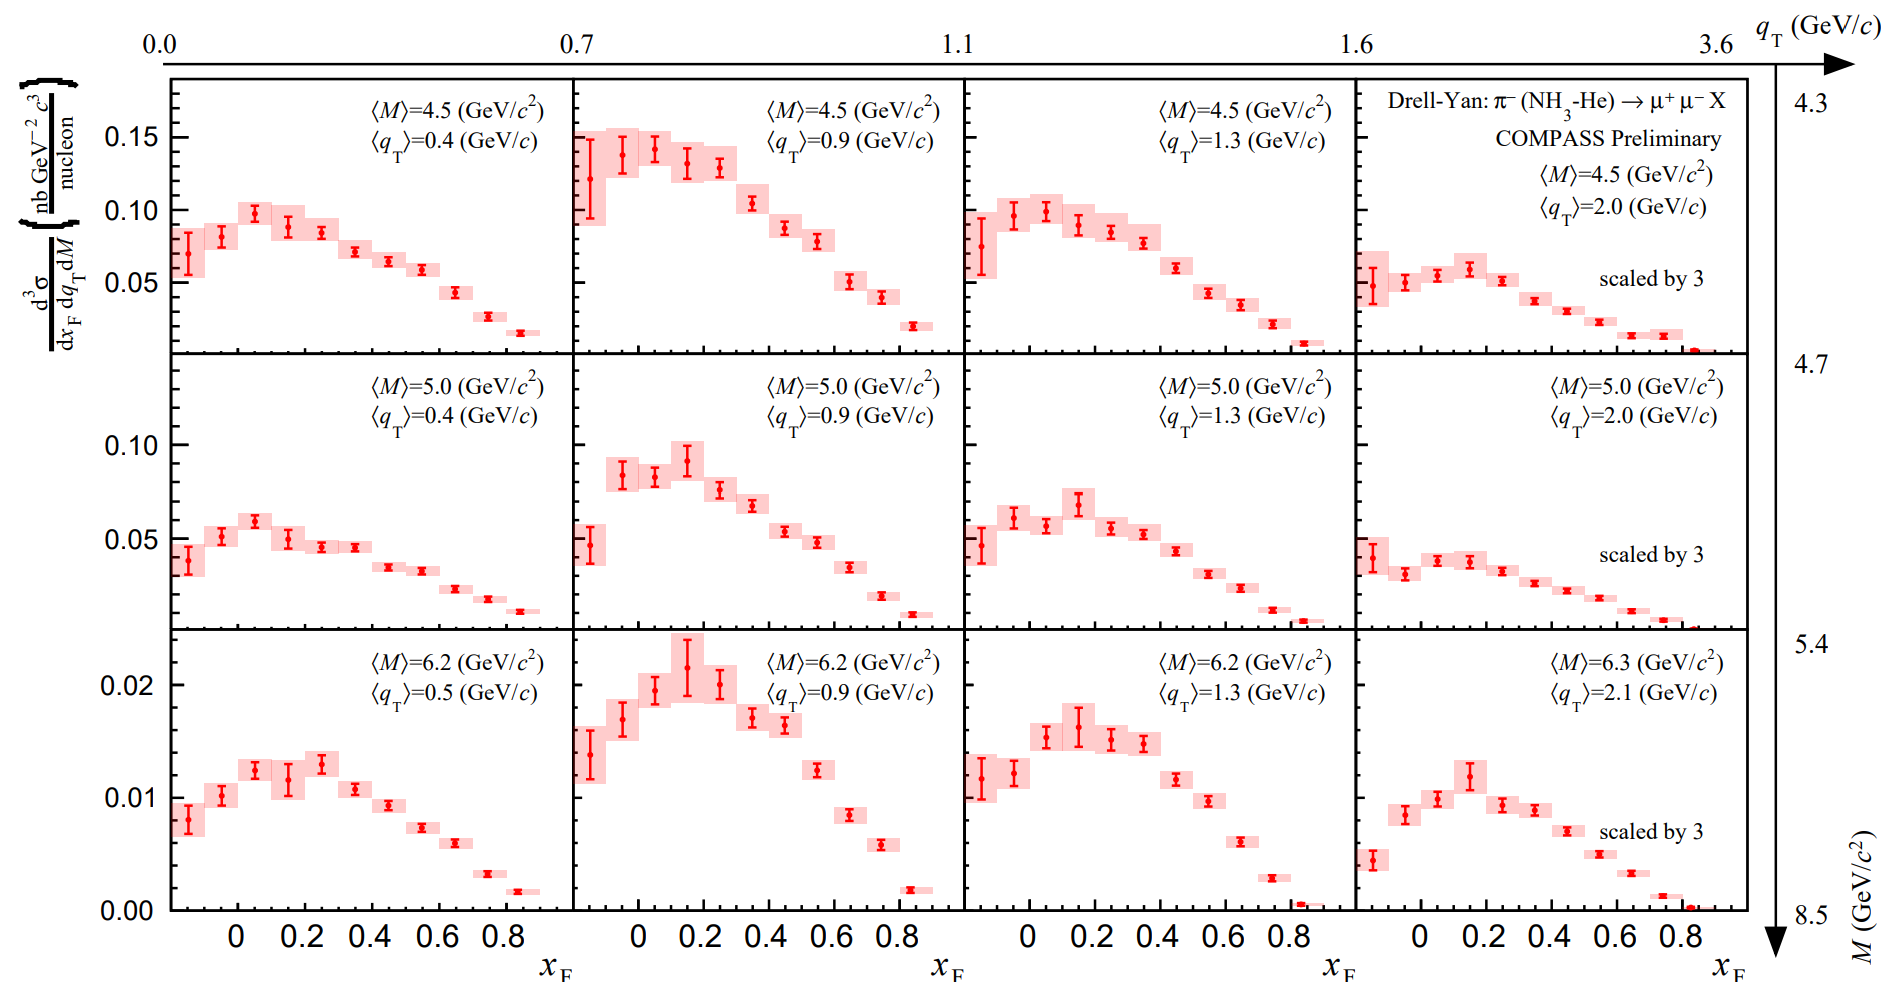 0.0 0.7 1.1 1.6 3.6 q_T (GeV/c)
d³σ / dx_F dq_T dM (nb GeV⁻² c³ / nucleon)
0.15
0.10
0.05
⟨M⟩=4.5 (GeV/c²)
⟨q_T⟩=0.4 (GeV/c)
⟨M⟩=4.5 (GeV/c²)
⟨q_T⟩=0.9 (GeV/c)
⟨M⟩=4.5 (GeV/c²)
⟨q_T⟩=1.3 (GeV/c)
Drell-Yan: π⁻ (NH₃-He) → μ⁺ μ⁻ X
COMPASS Preliminary
⟨M⟩=4.5 (GeV/c²)
⟨q_T⟩=2.0 (GeV/c)
scaled by 3
4.3
4.7
0.10
0.05
⟨M⟩=5.0 (GeV/c²)
⟨q_T⟩=0.4 (GeV/c)
⟨M⟩=5.0 (GeV/c²)
⟨q_T⟩=0.9 (GeV/c)
⟨M⟩=5.0 (GeV/c²)
⟨q_T⟩=1.3 (GeV/c)
⟨M⟩=5.0 (GeV/c²)
⟨q_T⟩=2.0 (GeV/c)
scaled by 3
5.4
0.02
0.01
0.00
⟨M⟩=6.2 (GeV/c²)
⟨q_T⟩=0.5 (GeV/c)
⟨M⟩=6.2 (GeV/c²)
⟨q_T⟩=0.9 (GeV/c)
⟨M⟩=6.2 (GeV/c²)
⟨q_T⟩=1.3 (GeV/c)
⟨M⟩=6.3 (GeV/c²)
⟨q_T⟩=2.1 (GeV/c)
scaled by 3
8.5
M (GeV/c²)
0 0.2 0.4 0.6 0.8 0 0.2 0.4 0.6 0.8 0 0.2 0.4 0.6 0.8 0 0.2 0.4 0.6 0.8
x_F x_F x_F x_F